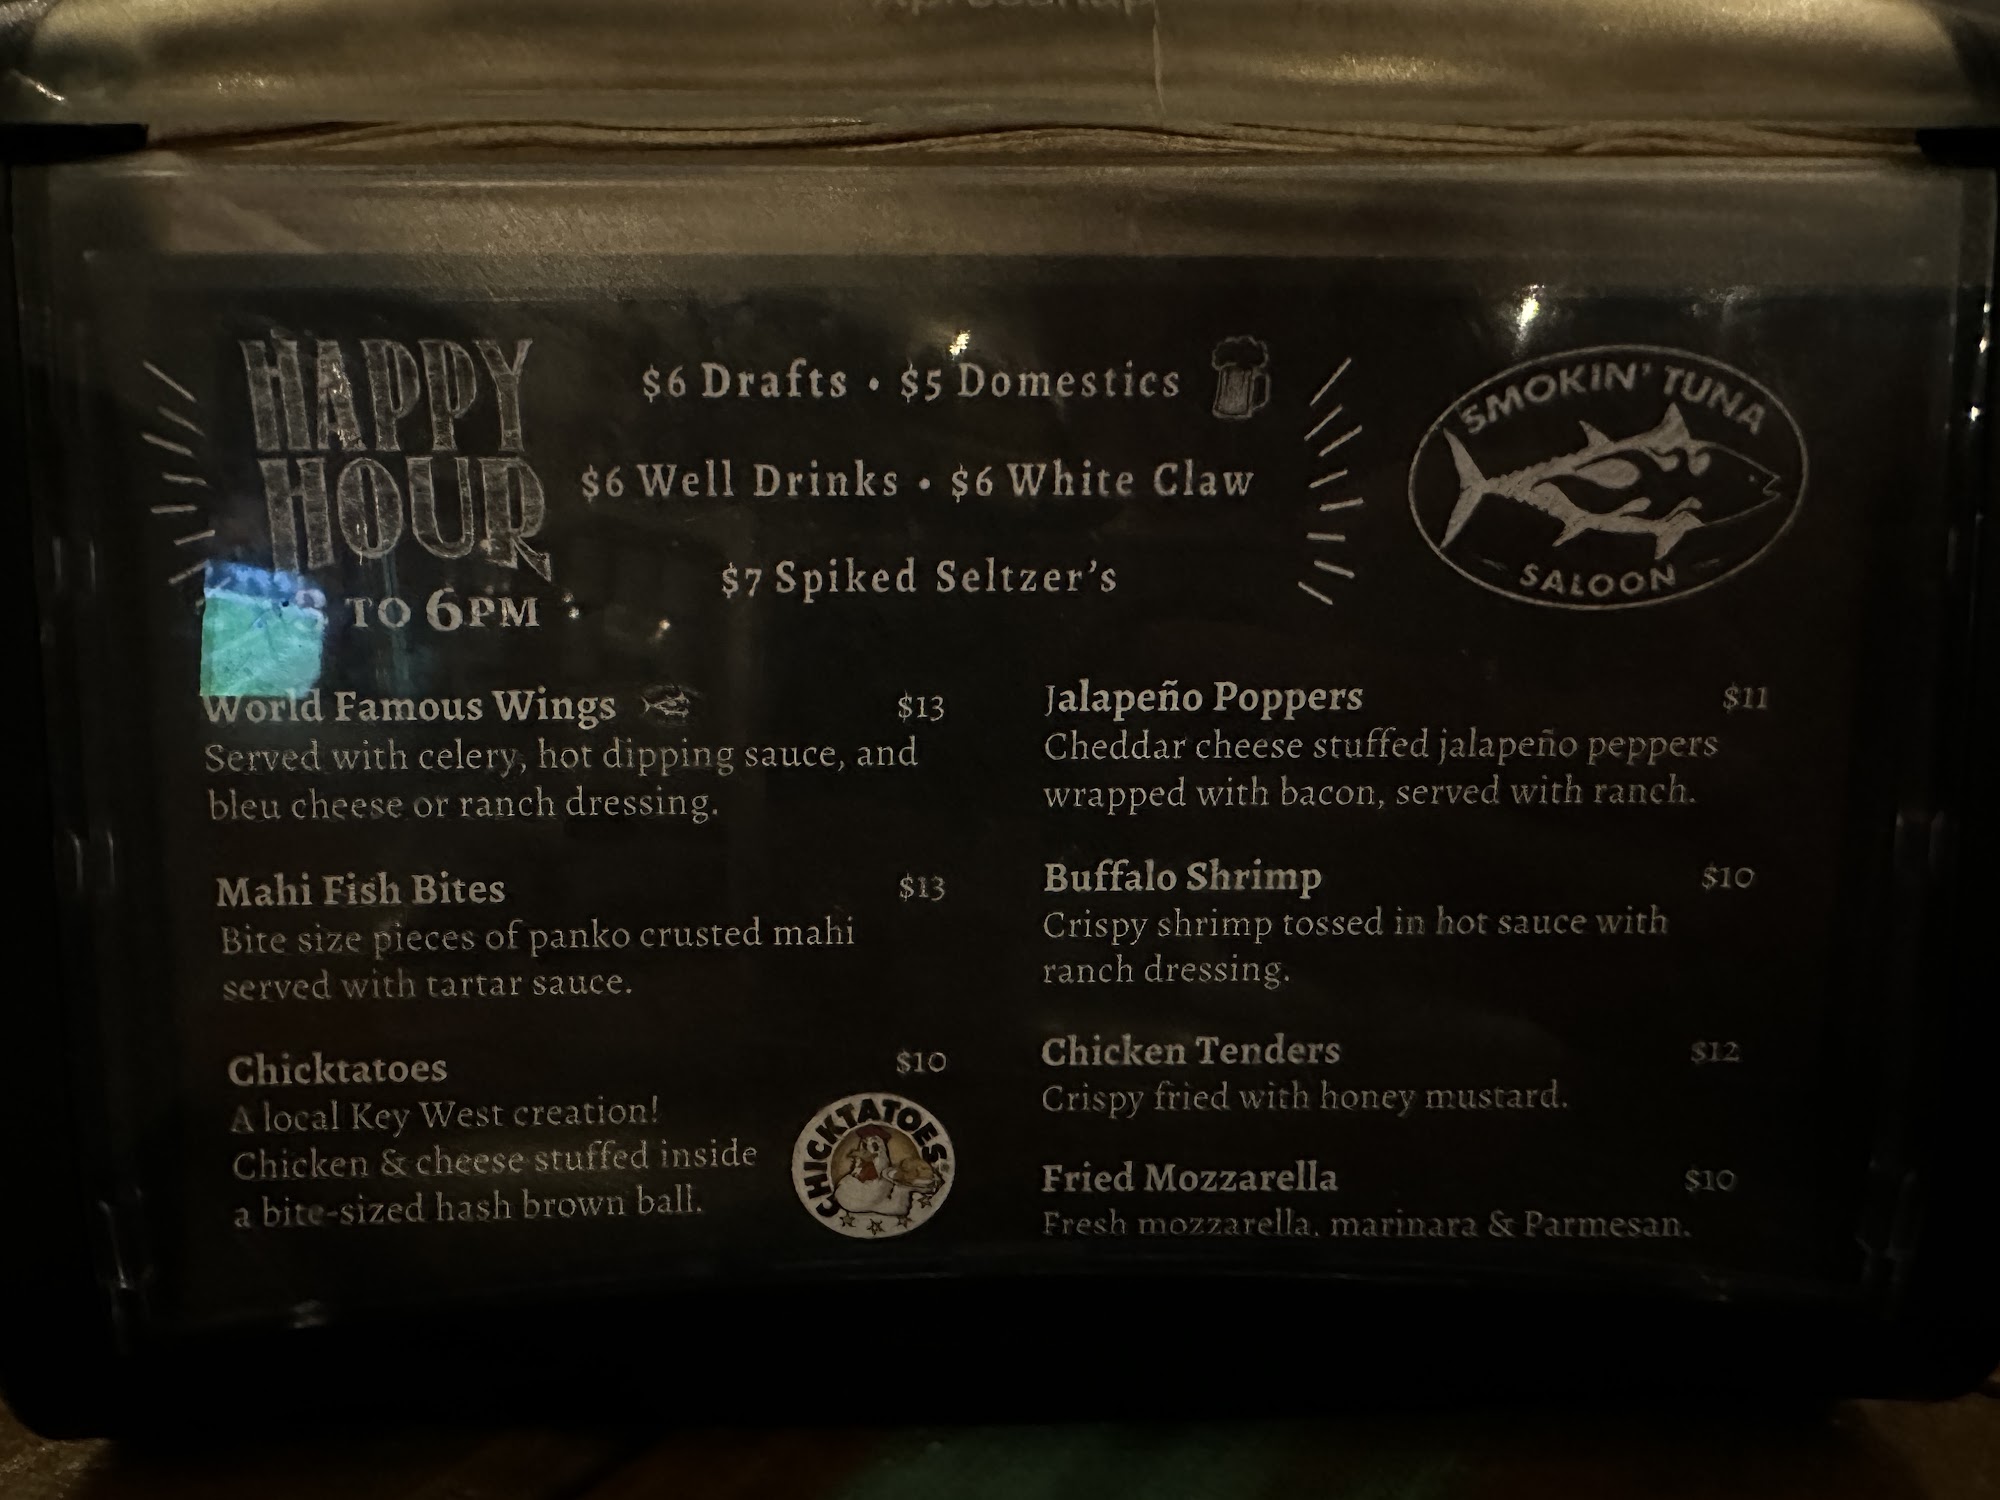 HAPPY
HOUR
TO 6PM
$6 Drafts • $5 Domestics
$6 Well Drinks • $6 White Claw
$7 Spiked Seltzer's
SMOKIN' TUNA
SALOON
World Famous Wings $13
Served with celery, hot dipping sauce, and
bleu cheese or ranch dressing.
Mahi Fish Bites $13
Bite size pieces of panko crusted mahi
served with tartar sauce.
Chicktatoes $10
A local Key West creation!
Chicken & cheese stuffed inside
a bite-sized hash brown ball.
CHICKTATOES
Jalapeño Poppers $11
Cheddar cheese stuffed jalapeño peppers
wrapped with bacon, served with ranch.
Buffalo Shrimp $10
Crispy shrimp tossed in hot sauce with
ranch dressing.
Chicken Tenders $12
Crispy fried with honey mustard.
Fried Mozzarella $10
Fresh mozzarella, marinara & Parmesan.